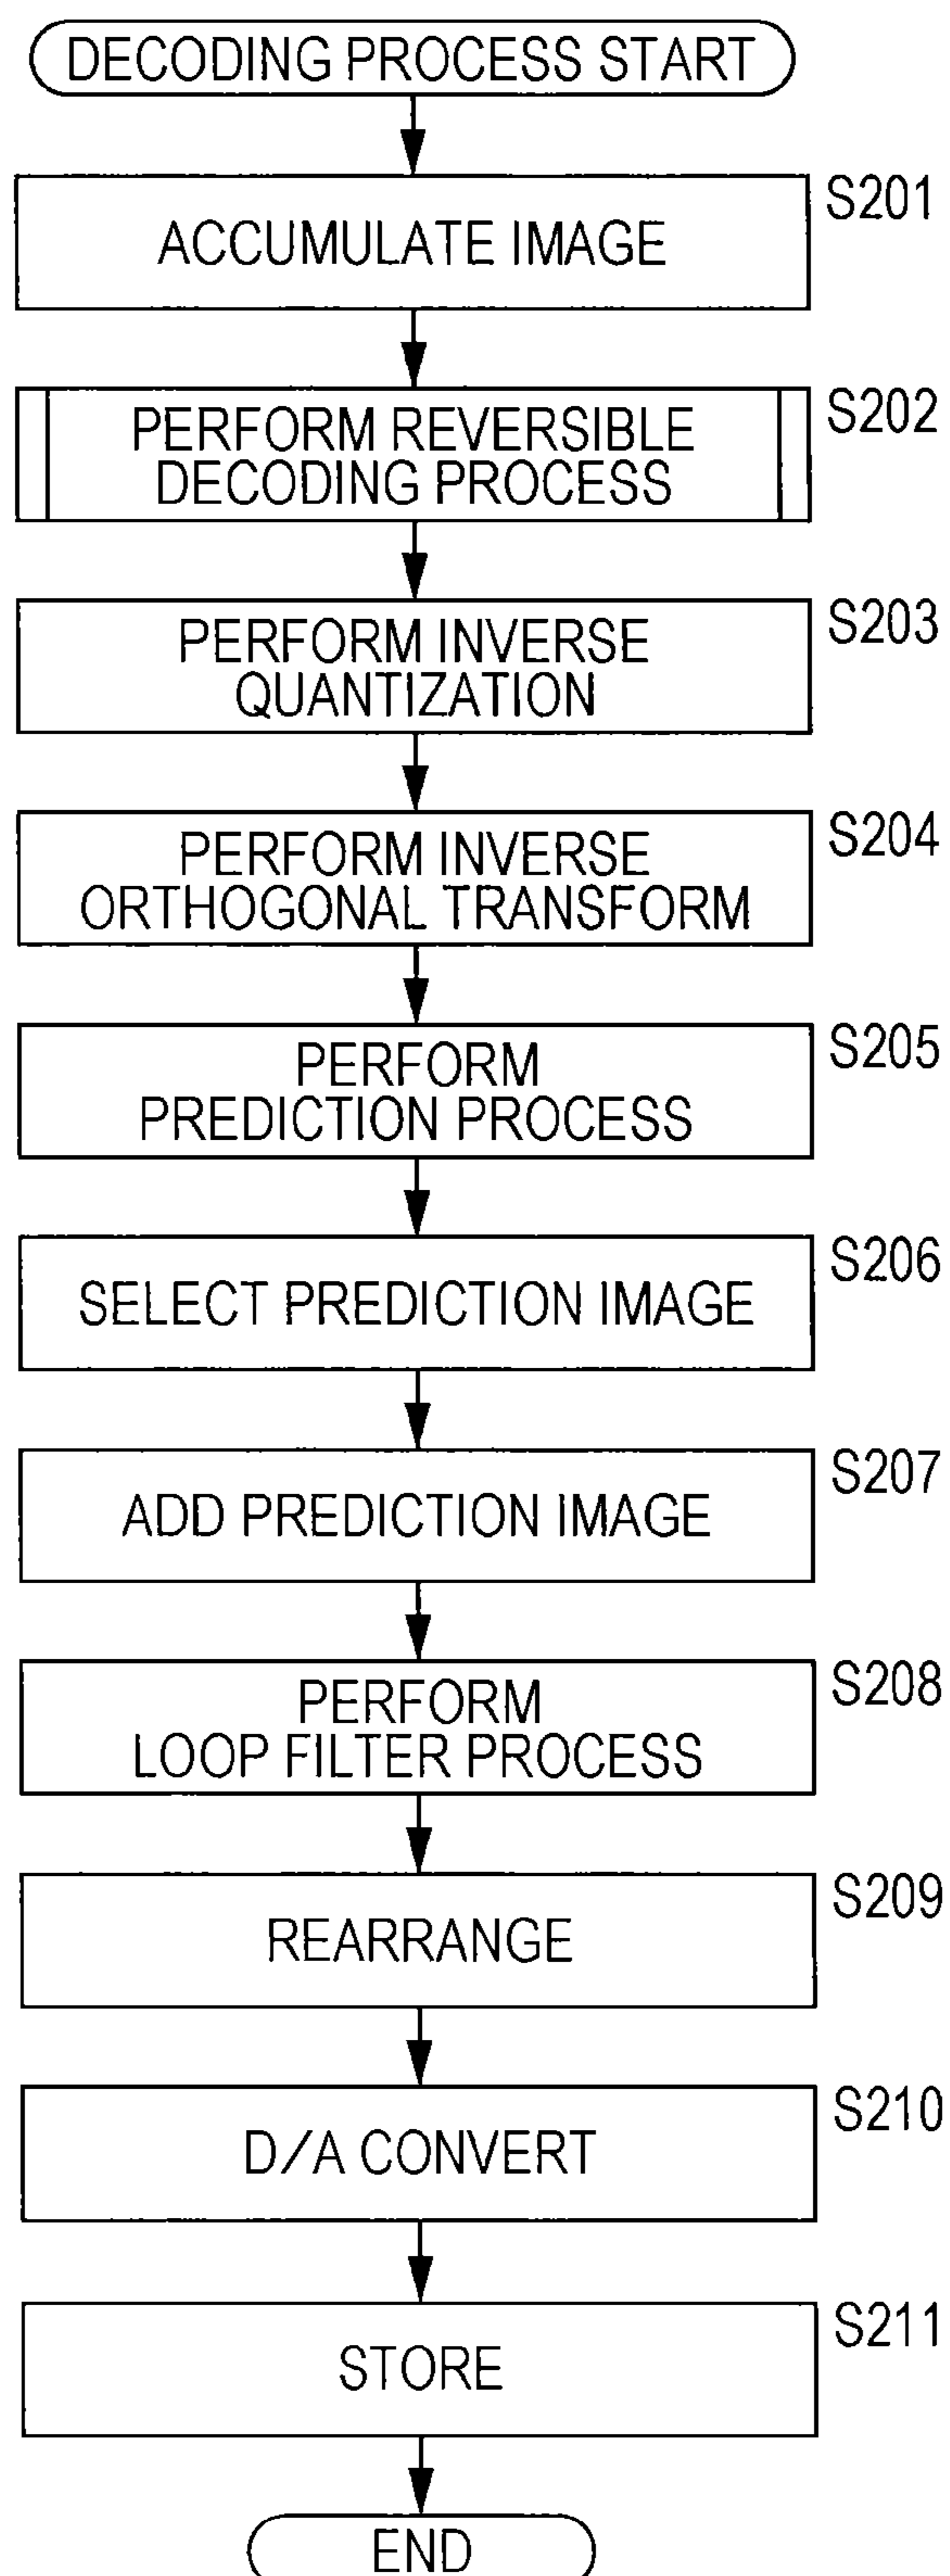 DECODING PROCESS START
S201
ACCUMULATE IMAGE
S202
PERFORM REVERSIBLE
DECODING PROCESS
S203
PERFORM INVERSE
QUANTIZATION
S204
PERFORM INVERSE
ORTHOGONAL TRANSFORM
S205
PERFORM
PREDICTION PROCESS
S206
SELECT PREDICTION IMAGE
S207
ADD PREDICTION IMAGE
S208
PERFORM
LOOP FILTER PROCESS
S209
REARRANGE
S210
D/A CONVERT
S211
STORE
END